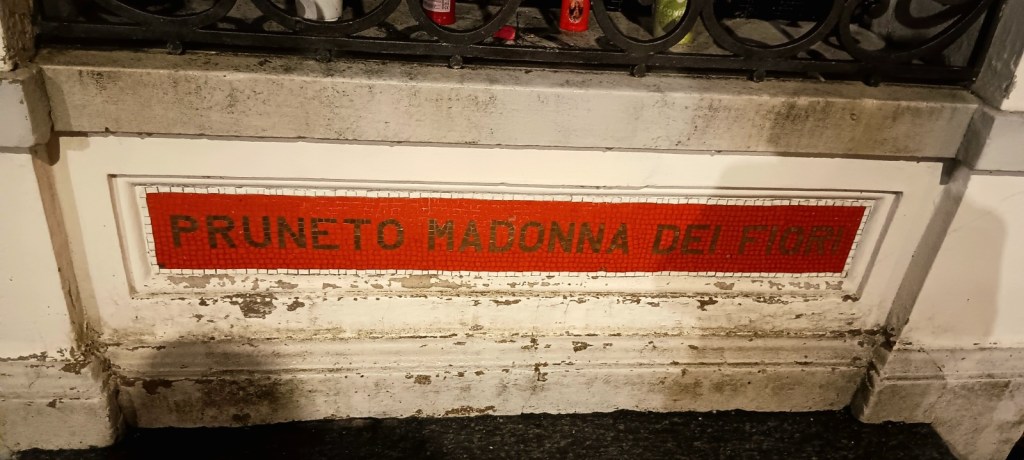 PRUNETO MADONNA DEI FIORI